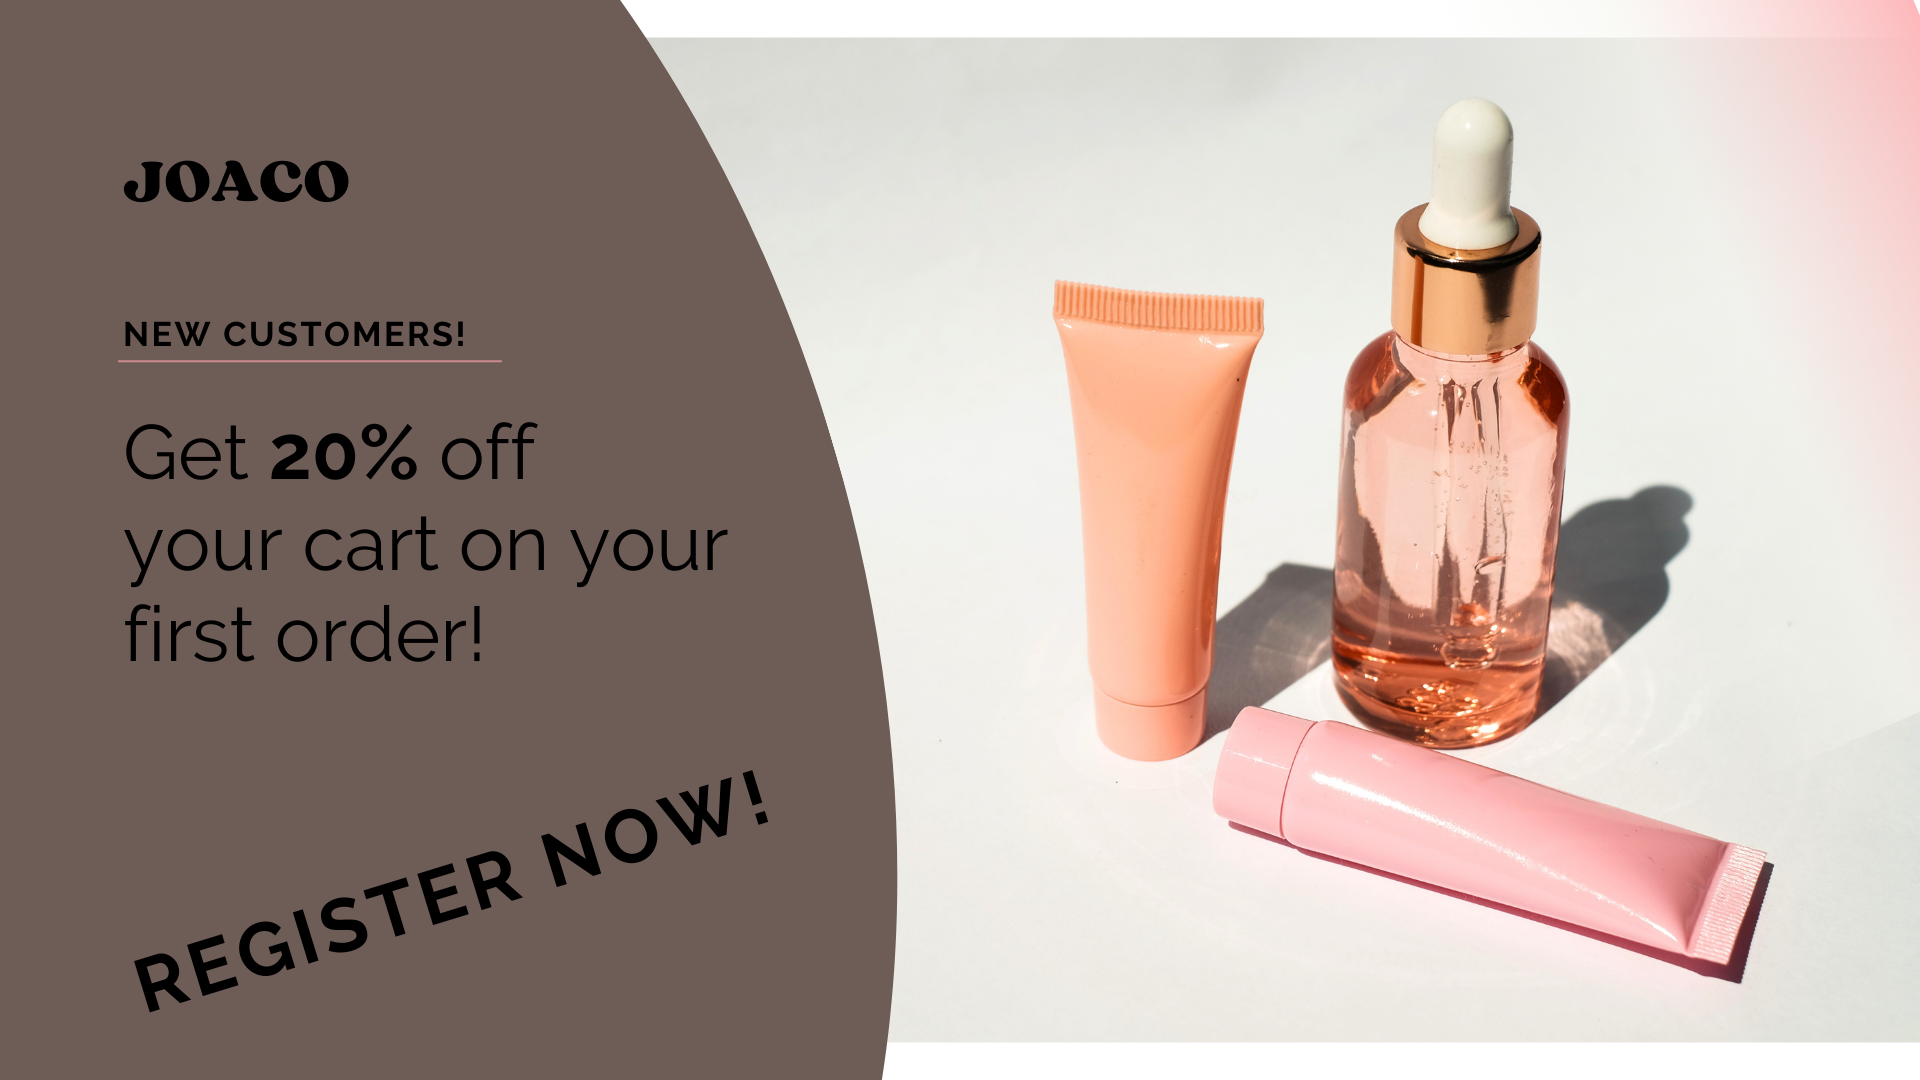 JOACO
NEW CUSTOMERS!
Get 20% off
your cart on your
first order!
REGISTER NOW!